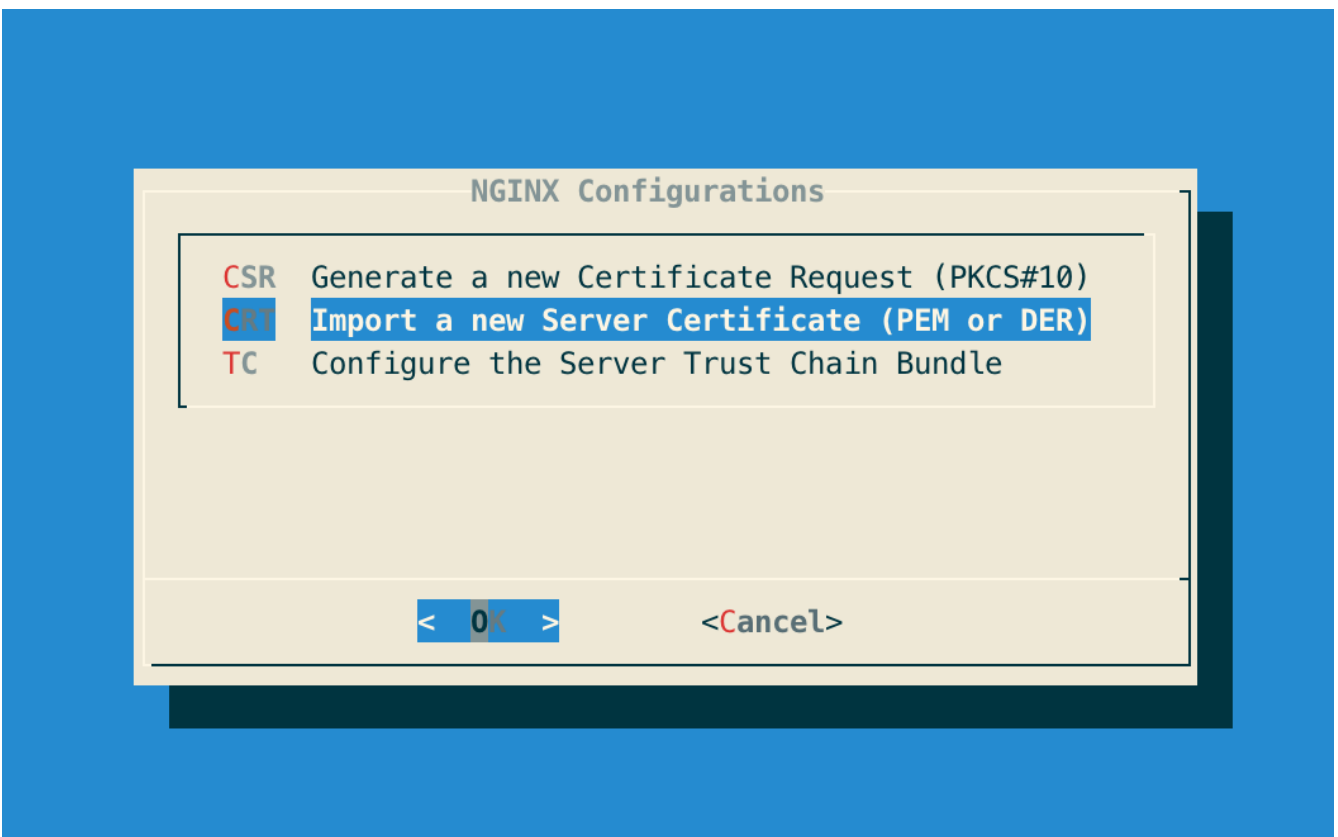 NGINX Configurations
CSR Generate a new Certificate Request (PKCS#10)
CRT Import a new Server Certificate (PEM or DER)
TC Configure the Server Trust Chain Bundle
< OK > <Cancel>